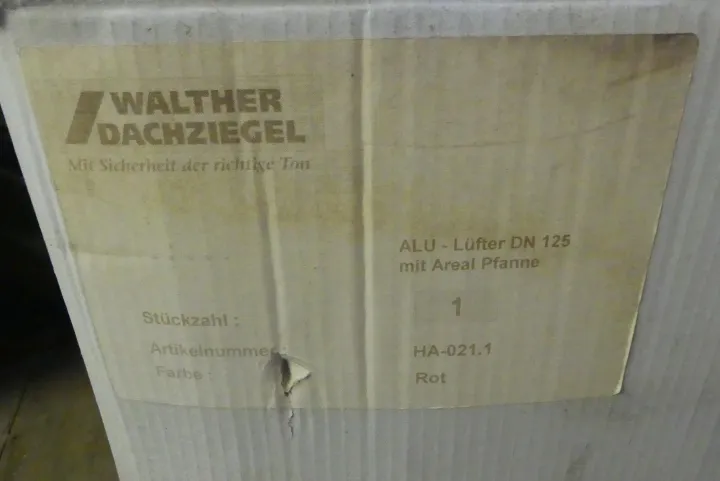 WALTHER
DACHZIEGEL
Mit Sicherheit der richtige Ton
ALU - Lüfter DN 125
mit Areal Pfanne
Stückzahl : 1
Artikelnummer: HA-021.1
Farbe : Rot